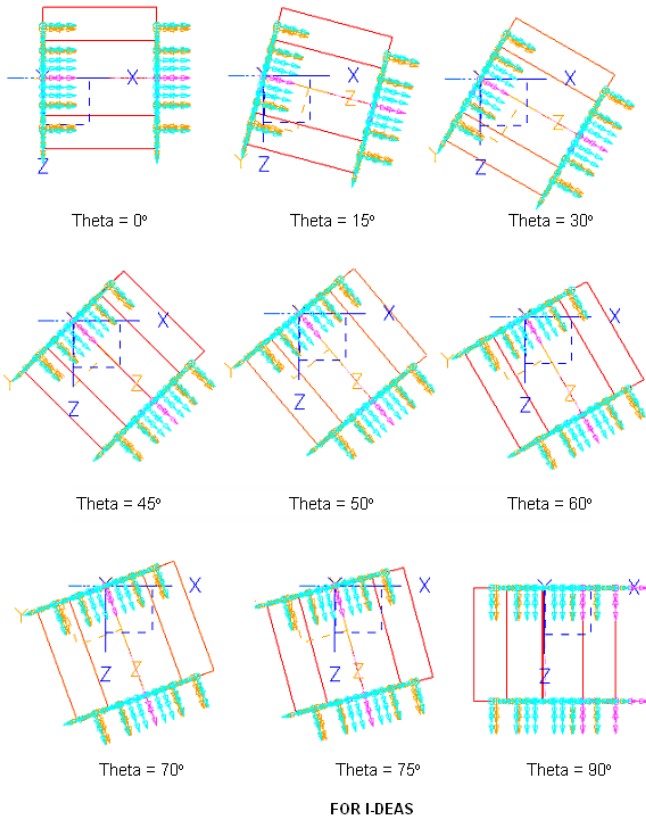 X
Z
Theta = 0º
X
Z
Y
Z
Theta = 15º
X
Z
Z
Theta = 30º
X
Y
Z
Z
Theta = 45º
X
Z
Z
Theta = 50º
X
Y
Z
Z
Theta = 60º
X
Y
Z
Z
Theta = 70º
X
Z
Z
Theta = 75º
X
Z
Theta = 90º
FOR I-DEAS